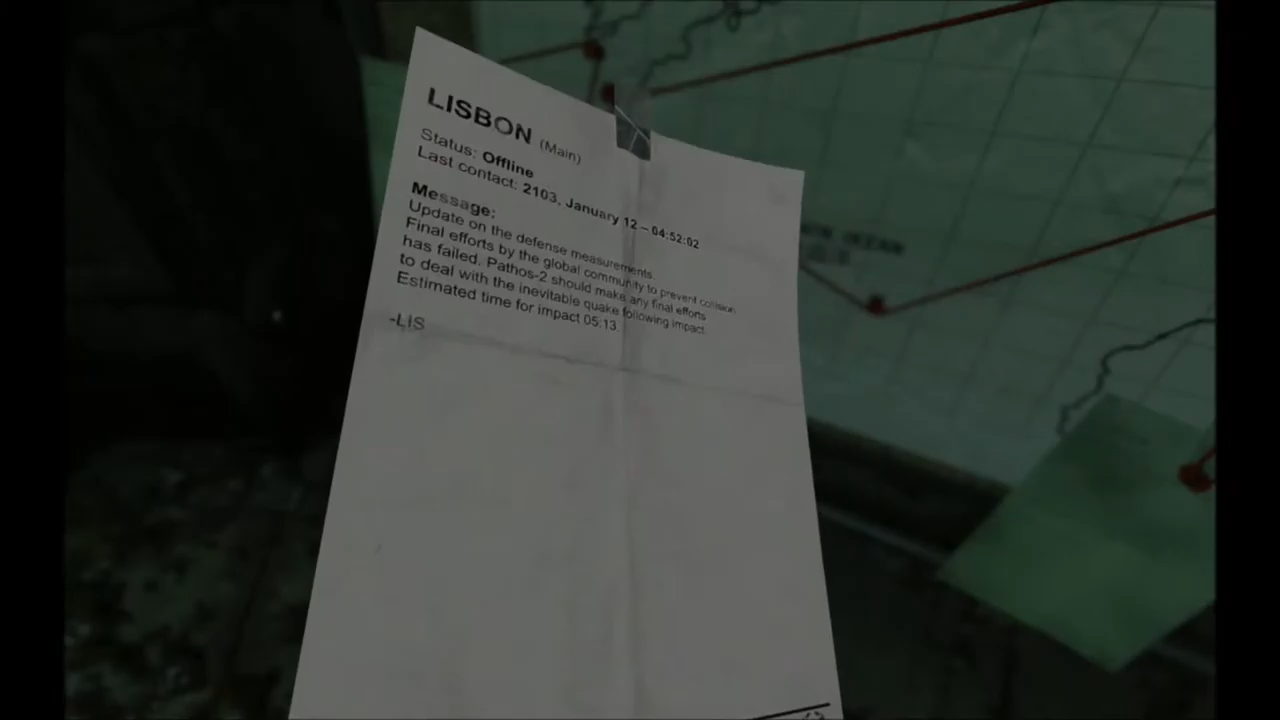 LISBON (Main)
Status: Offline
Last contact: 2103, January 12 – 04:52:02
Message:
Update on the defense measurements.
Final efforts by the global community to prevent collision
has failed. Pathos-2 should make any final efforts
to deal with the inevitable quake following impact.
Estimated time for impact 05:13.
-LIS
OCEAN